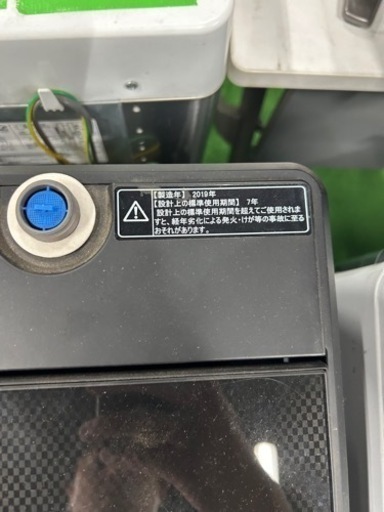 【製造年】 2019年
【設計上の標準使用期間】 7年
設計上の標準使用期間を超えてご使用されま
すと、経年劣化による発火・けが等の事故に至る
おそれがあります。